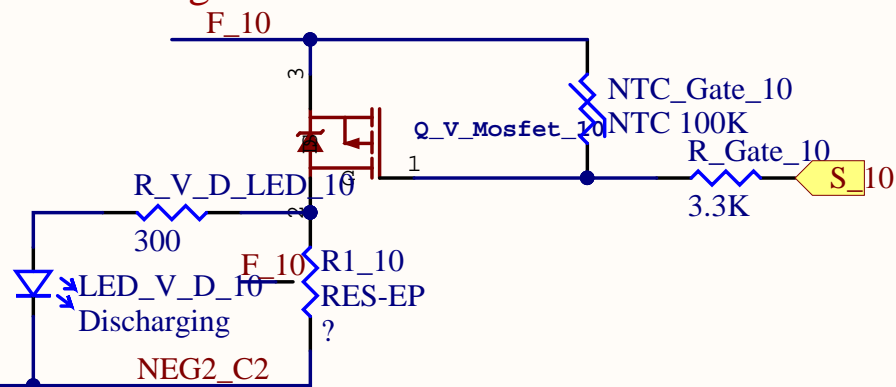 F_10
3
NTC_Gate_10
NTC 100K
Q_V_Mosfet_10
1
R_Gate_10
3.3K
S_10
R_V_D_LED_10
300
G
2
F_10
R1_10
RES-EP
?
LED_V_D_10
Discharging
NEG2_C2